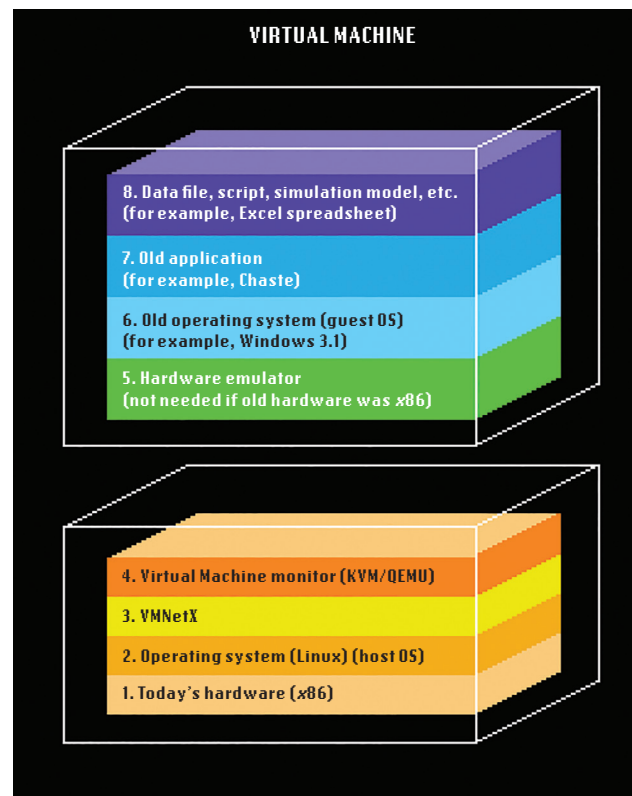 VIRTUAL MACHINE
8. Data file, script, simulation model, etc.
(for example, Excel spreadsheet)
7. Old application
(for example, Chaste)
6. Old operating system (guest OS)
(for example, Windows 3.1)
5. Hardware emulator
(not needed if old hardware was x86)
4. Virtual Machine monitor (KVM/QEMU)
3. VMNetX
2. Operating system (Linux) (host OS)
1. Today's hardware (x86)